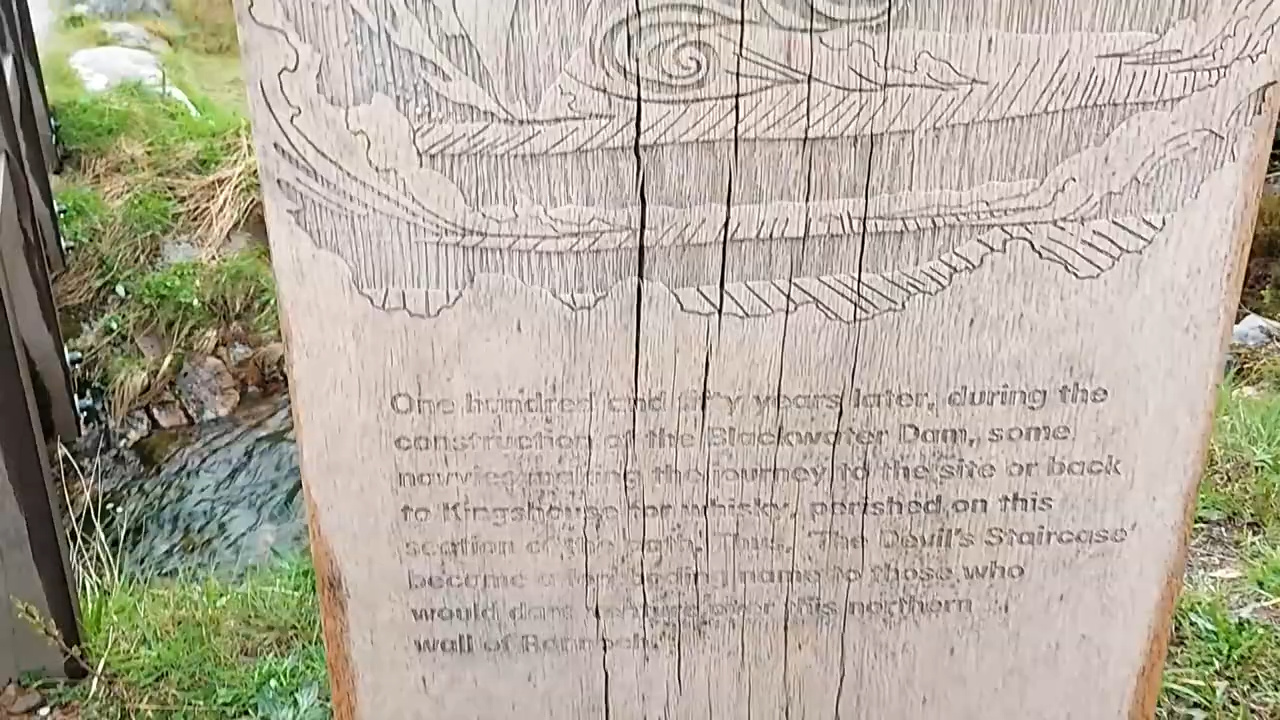 One hundred and fifty years later, during the
construction of the Blackwater Dam, some
navvies making the journey to the site or back
to Kingshouse for whisky, perished on this
section of the path. Thus, 'The Devil's Staircase'
became a foreboding name to those who
would dare venture over this northern
wall of Rannoch.